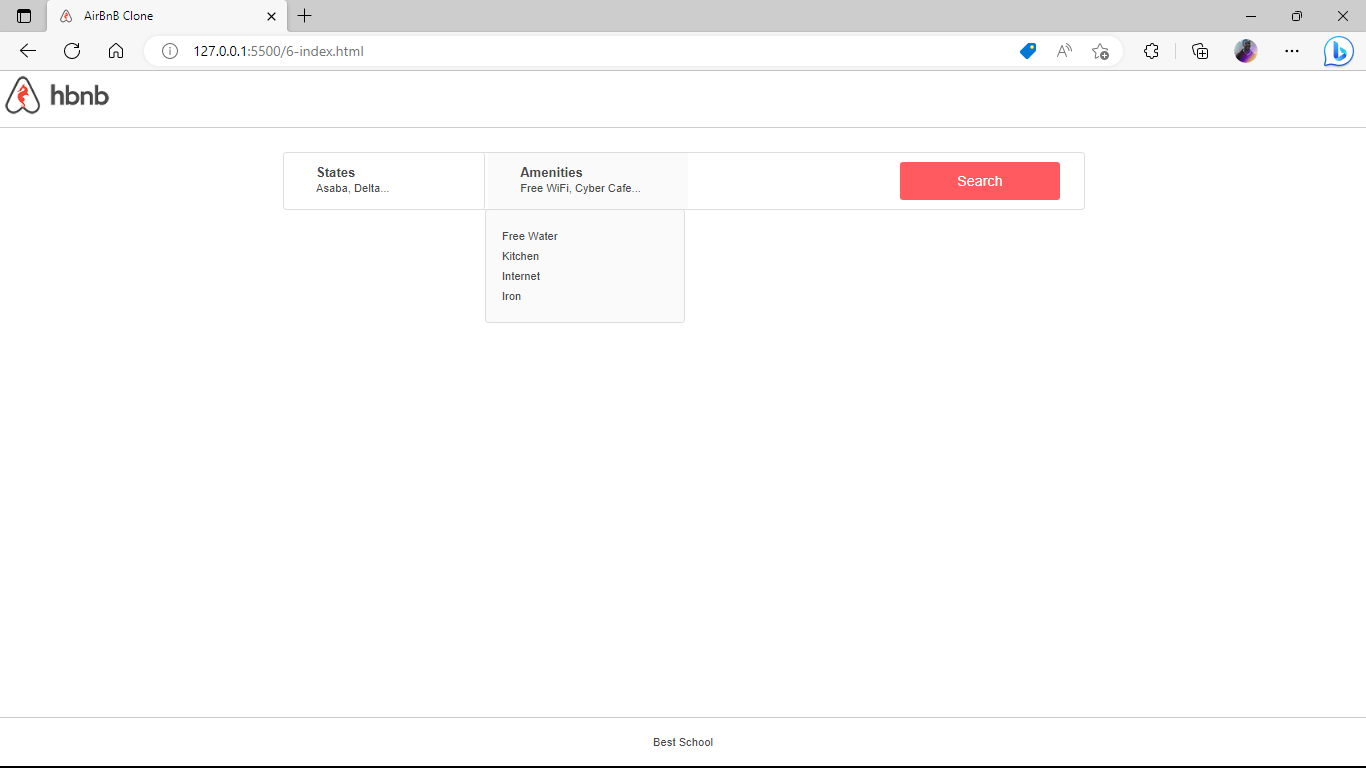 AirBnB Clone
127.0.0.1:5500/6-index.html
hbnb
States
Asaba, Delta...
Amenities
Free WiFi, Cyber Cafe...
Search
Free Water
Kitchen
Internet
Iron
Best School